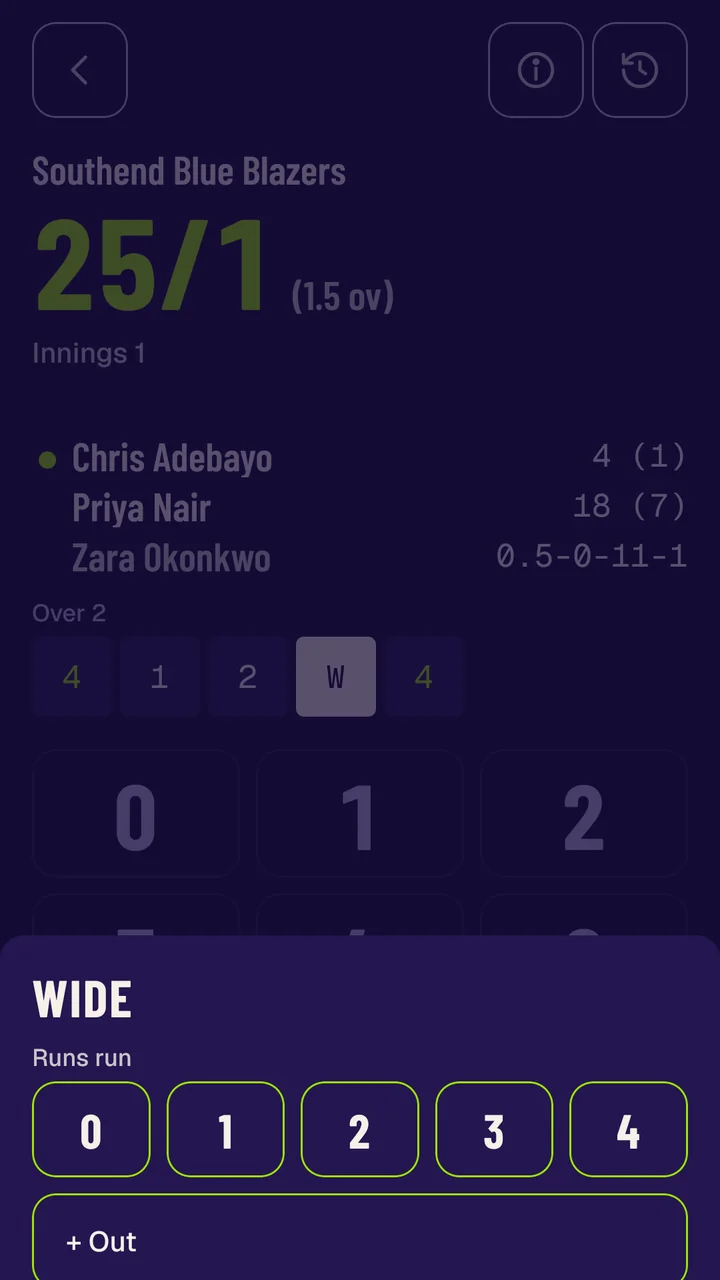 Southend Blue Blazers
25/1 (1.5 ov)
Innings 1
Chris Adebayo 4 (1)
Priya Nair 18 (7)
Zara Okonkwo 0.5-0-11-1
Over 2
4 1 2 W 4
0 1 2
WIDE
Runs run
0 1 2 3 4
+ Out